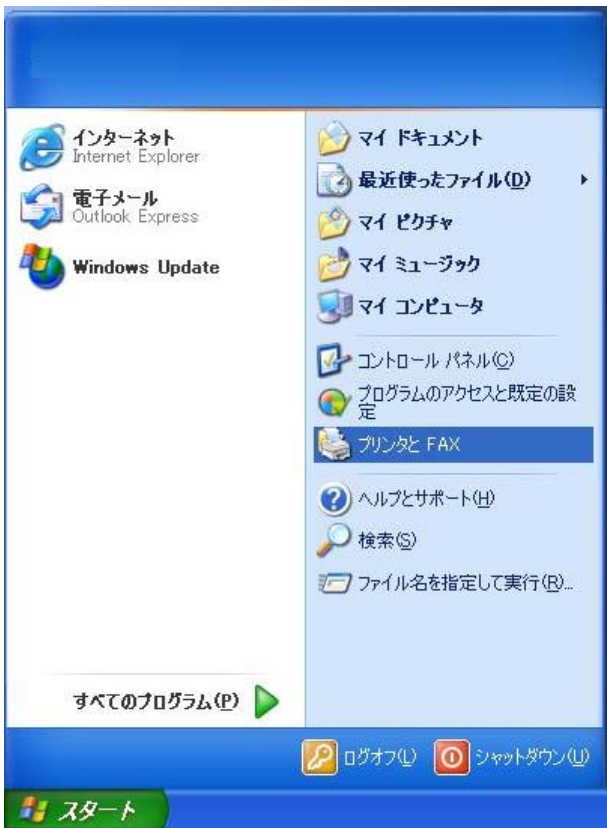 インターネット
Internet Explorer
電子メール
Outlook Express
Windows Update
すべてのプログラム(P)
マイ ドキュメント
最近使ったファイル(D)
マイ ピクチャ
マイ ミュージック
マイ コンピュータ
コントロール パネル(C)
プログラムのアクセスと既定の設
定
プリンタと FAX
ヘルプとサポート(H)
検索(S)
ファイル名を指定して実行(R)...
ログオフ(L)
シャットダウン(U)
スタート